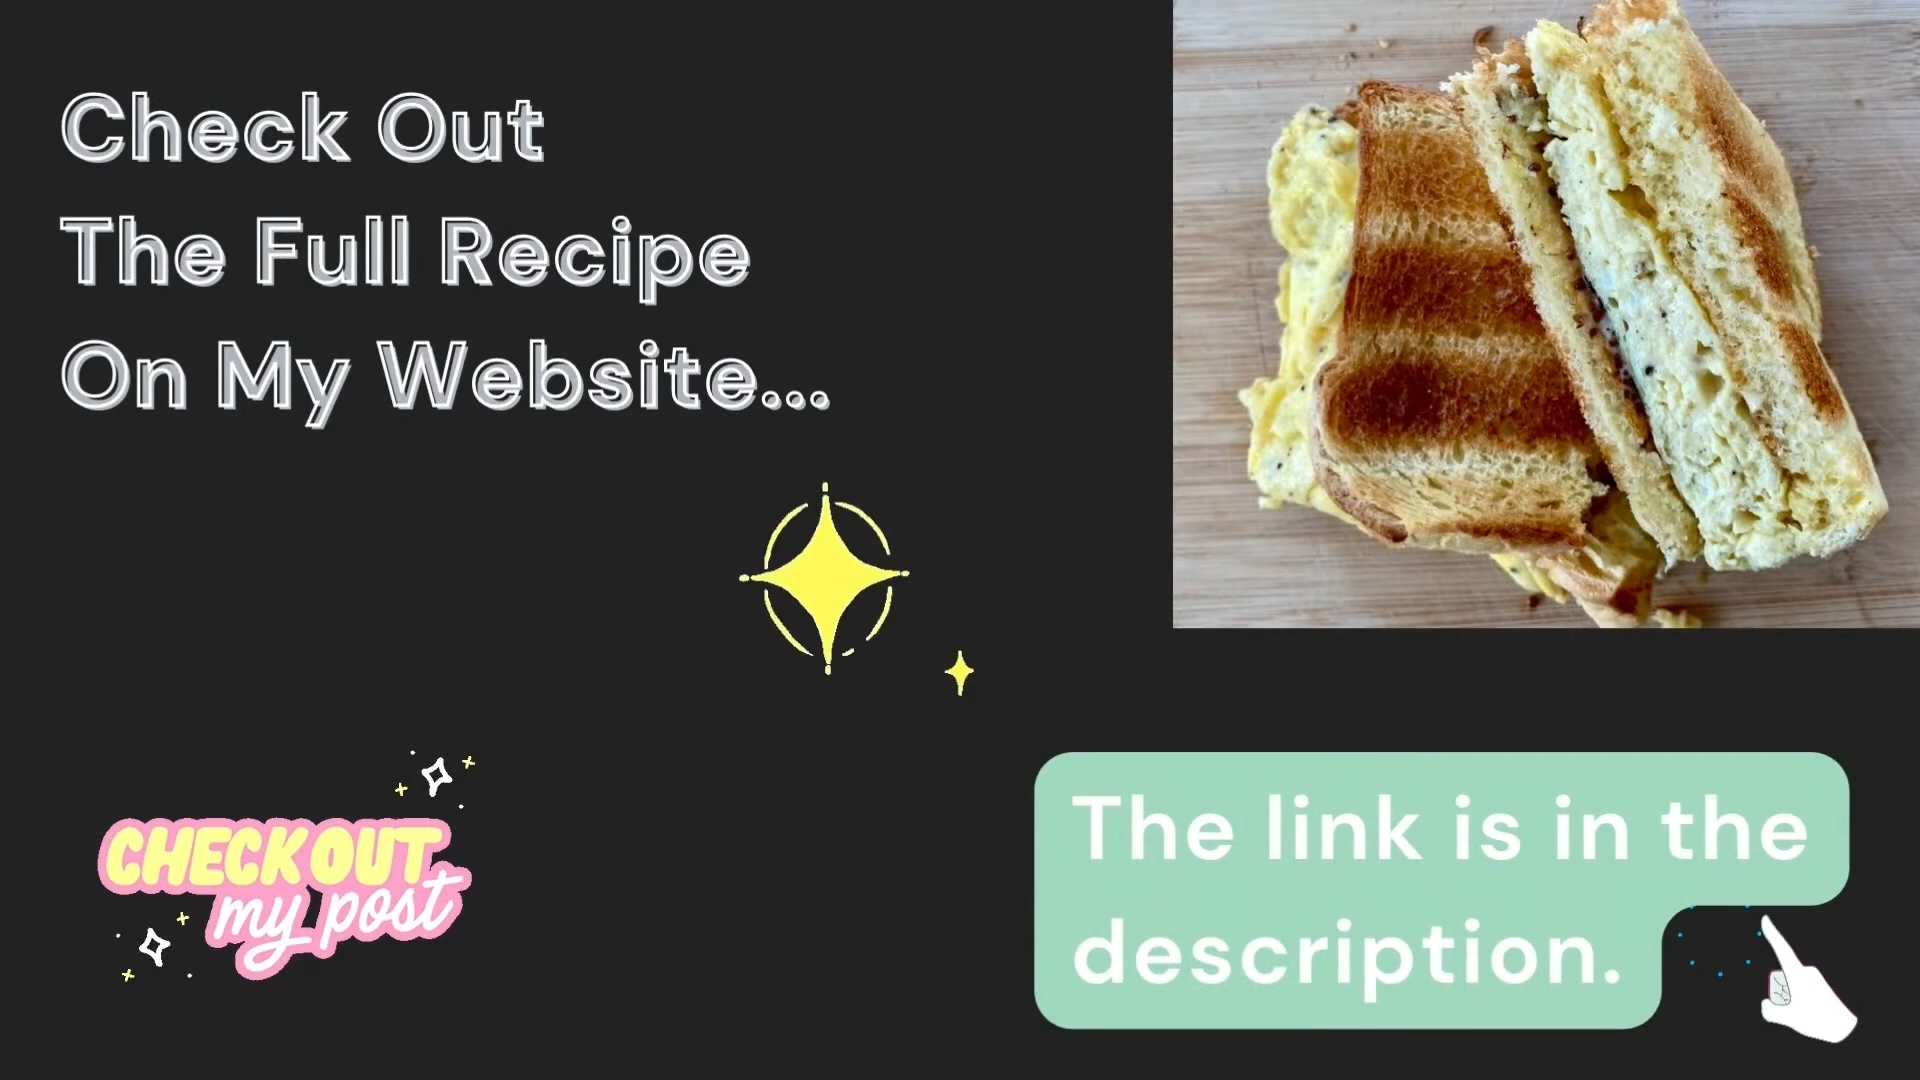 Check Out
The Full Recipe
On My Website...
CHECK OUT
my post
The link is in the
description.